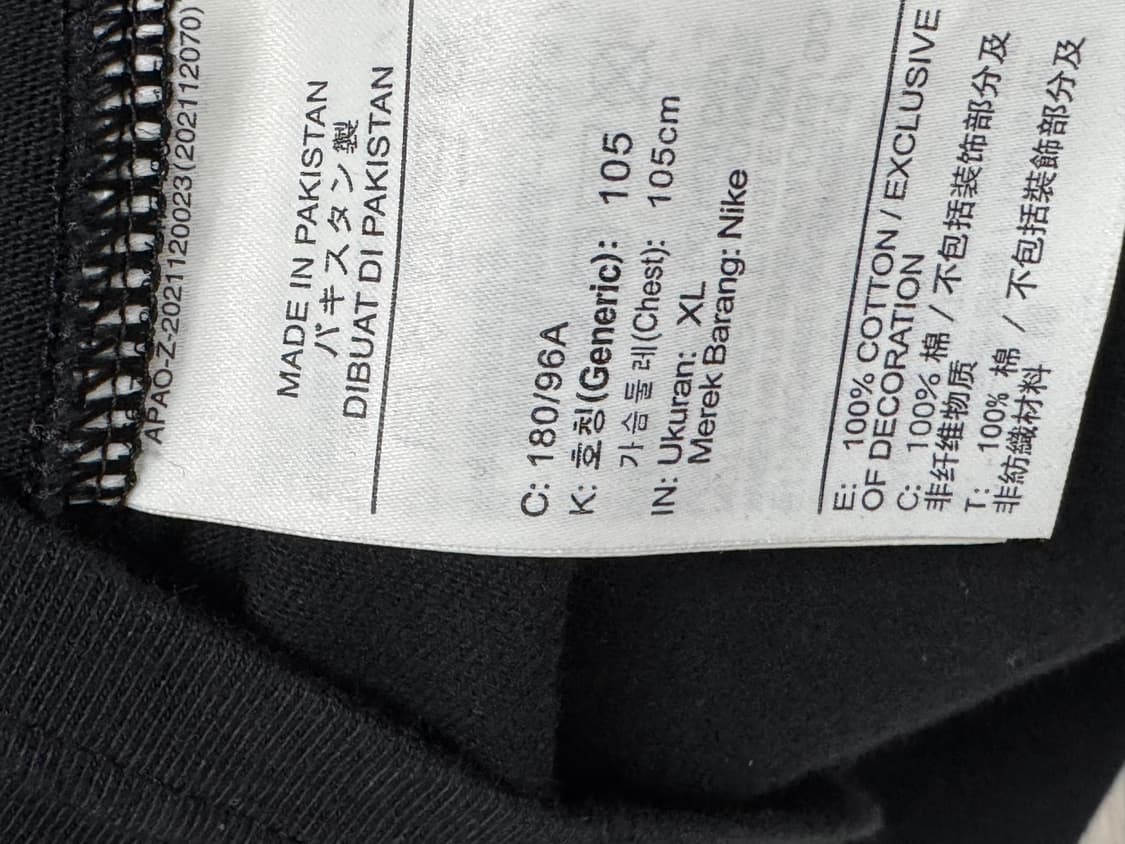 APAO-Z-2021120023(2021112070)
MADE IN PAKISTAN
パキスタン製
DIBUAT DI PAKISTAN
C: 180/96A
K: 호칭(Generic): 105
가슴둘레(Chest): 105cm
IN: Ukuran: XL
Merek Barang: Nike
E: 100% COTTON / EXCLUSIVE
OF DECORATION
C: 100% 棉 / 不包括装饰部分及
非纤维物质
T: 100% 棉 / 不包括裝飾部分及
非紡織材料